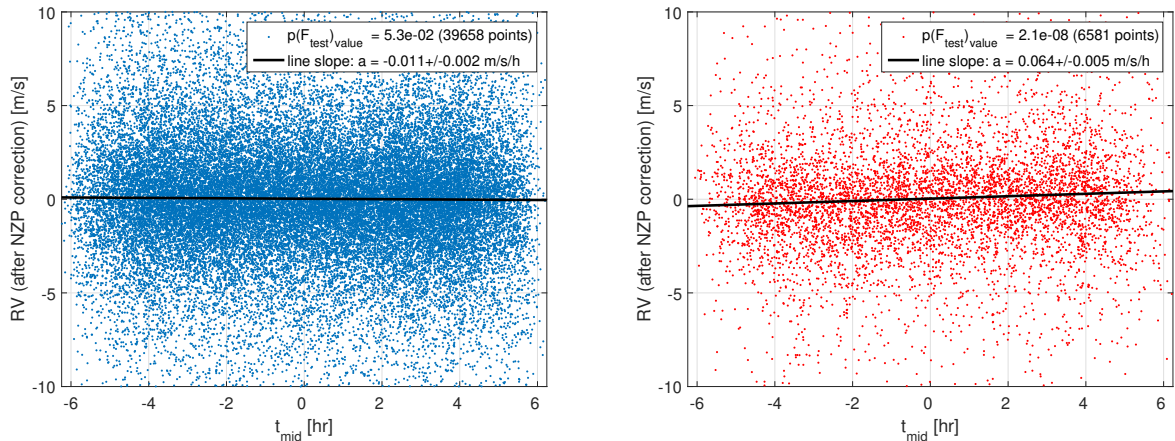 10
5
0
-5
-10
RV (after NZP correction) [m/s]
p(F_test)_value = 5.3e-02 (39658 points)
line slope: a = -0.011+/-0.002 m/s/h
-6 -4 -2 0 2 4 6
t_mid [hr]
10
5
0
-5
-10
RV (after NZP correction) [m/s]
p(F_test)_value = 2.1e-08 (6581 points)
line slope: a = 0.064+/-0.005 m/s/h
-6 -4 -2 0 2 4 6
t_mid [hr]